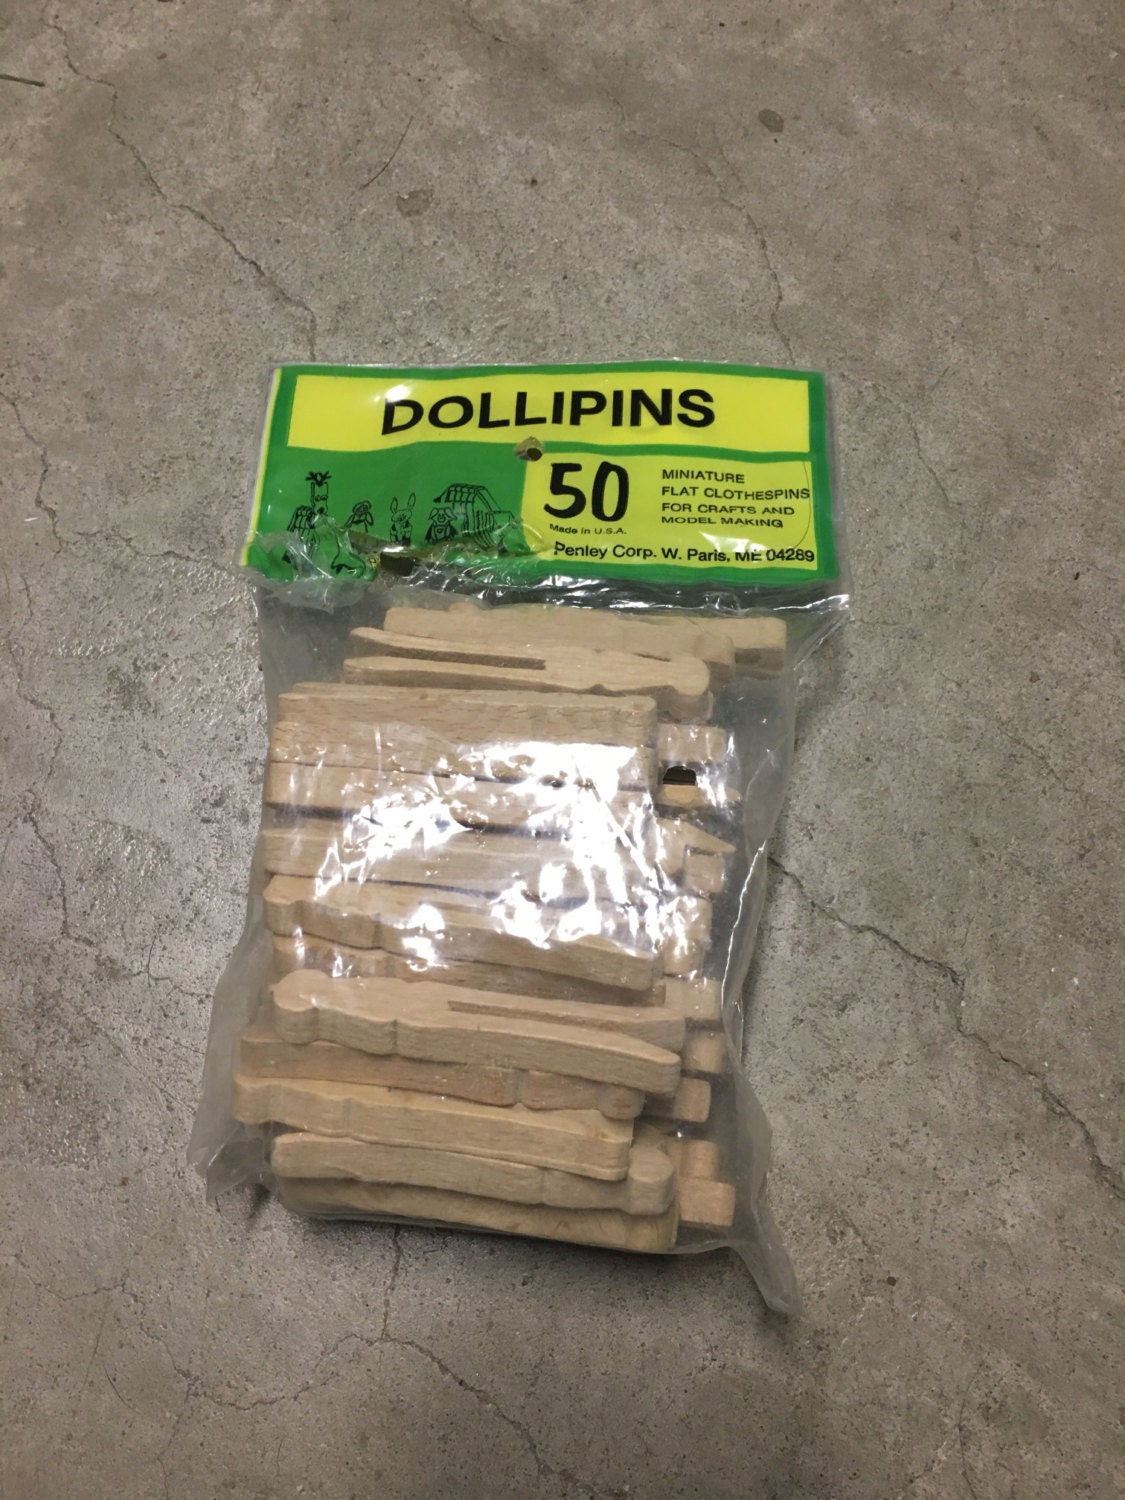 DOLLIPINS
50
Made in U.S.A.
MINIATURE
FLAT CLOTHESPINS
FOR CRAFTS AND
MODEL MAKING
Penley Corp. W. Paris, ME 04289